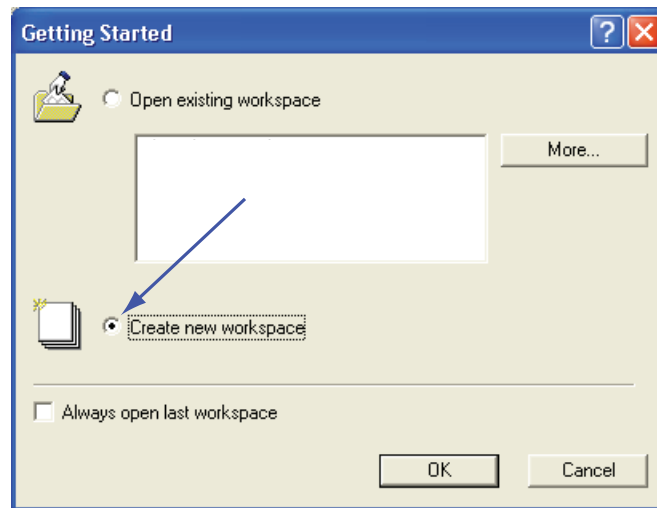 Getting Started
Open existing workspace
More...
Create new workspace
Always open last workspace
OK
Cancel